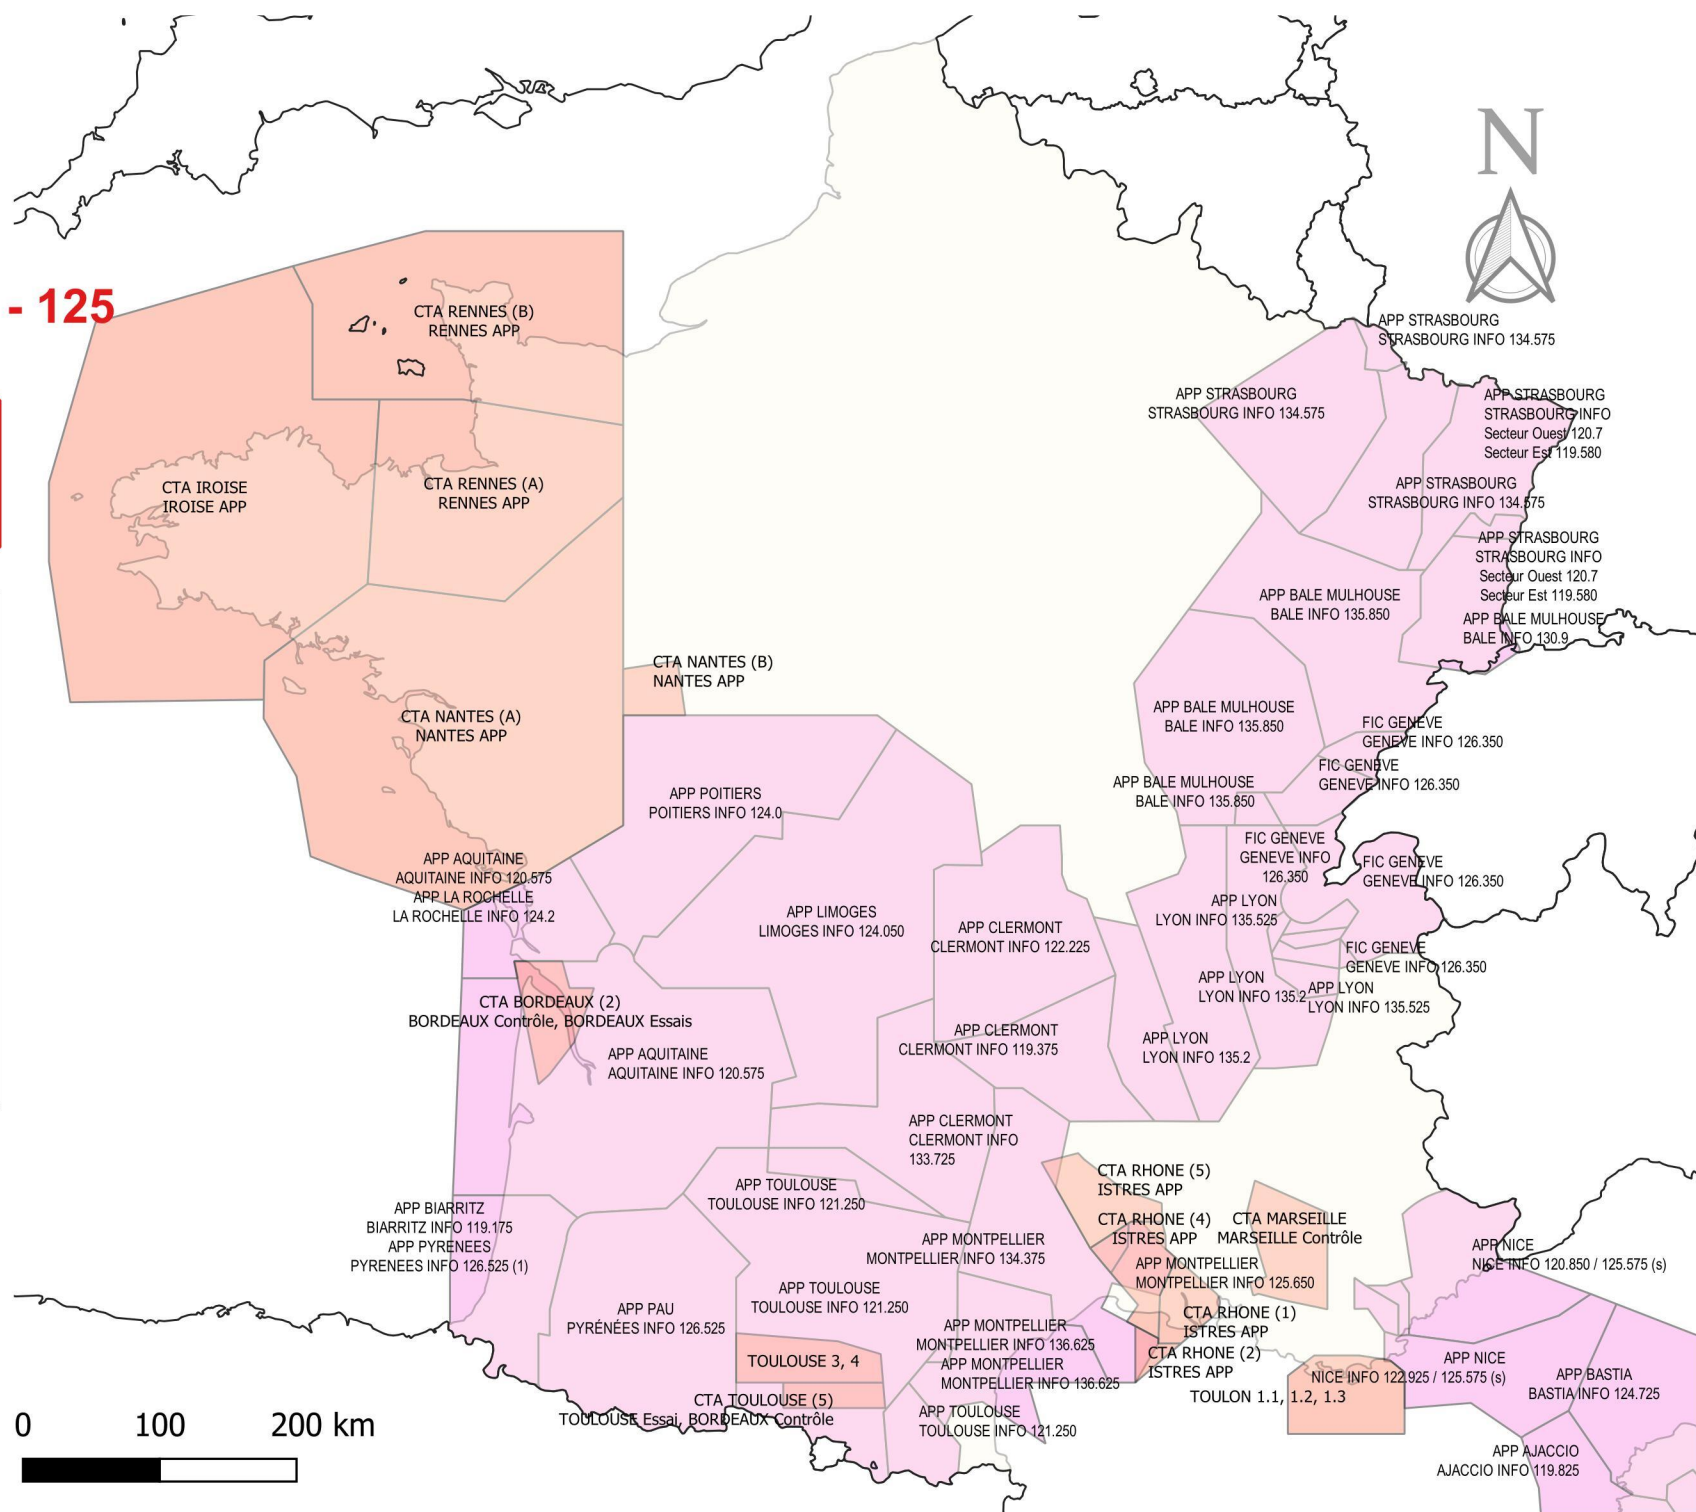 N
- 125
CTA RENNES (B)
RENNES APP
APP STRASBOURG
STRASBOURG INFO 134.575
APP STRASBOURG
STRASBOURG INFO 134.575
APP STRASBOURG
STRASBOURG INFO
Secteur Ouest 120.7
Secteur Est 119.580
CTA IROISE
IROISE APP
CTA RENNES (A)
RENNES APP
APP STRASBOURG
STRASBOURG INFO 134.575
APP STRASBOURG
STRASBOURG INFO
Secteur Ouest 120.7
Secteur Est 119.580
APP BALE MULHOUSE
BALE INFO 135.850
APP BALE MULHOUSE
BALE INFO 130.9
CTA NANTES (B)
NANTES APP
CTA NANTES (A)
NANTES APP
APP BALE MULHOUSE
BALE INFO 135.850
FIC GENEVE
GENEVE INFO 126.350
FIC GENEVE
GENEVE INFO 126.350
APP BALE MULHOUSE
BALE INFO 135.850
APP POITIERS
POITIERS INFO 124.0
FIC GENEVE
GENEVE INFO
126.350
FIC GENEVE
GENEVE INFO 126.350
APP AQUITAINE
AQUITAINE INFO 120.575
APP LA ROCHELLE
LA ROCHELLE INFO 124.2
APP LIMOGES
LIMOGES INFO 124.050
APP CLERMONT
CLERMONT INFO 122.225
APP LYON
LYON INFO 135.525
FIC GENEVE
GENEVE INFO 126.350
APP LYON
LYON INFO 135.2
APP LYON
LYON INFO 135.525
CTA BORDEAUX (2)
BORDEAUX Contrôle, BORDEAUX Essais
APP CLERMONT
CLERMONT INFO 119.375
APP LYON
LYON INFO 135.2
APP AQUITAINE
AQUITAINE INFO 120.575
APP CLERMONT
CLERMONT INFO
133.725
CTA RHONE (5)
ISTRES APP
APP TOULOUSE
TOULOUSE INFO 121.250
APP BIARRITZ
BIARRITZ INFO 119.175
APP PYRENEES
PYRENEES INFO 126.525 (1)
CTA RHONE (4)
ISTRES APP
CTA MARSEILLE
MARSEILLE Contrôle
APP MONTPELLIER
MONTPELLIER INFO 134.375
APP NICE
NICE INFO 120.850 / 125.575 (s)
APP MONTPELLIER
MONTPELLIER INFO 125.650
APP TOULOUSE
TOULOUSE INFO 121.250
APP PAU
PYRÉNÉES INFO 126.525
CTA RHONE (1)
ISTRES APP
APP MONTPELLIER
MONTPELLIER INFO 136.625
CTA RHONE (2)
ISTRES APP
TOULOUSE 3, 4
APP MONTPELLIER
MONTPELLIER INFO 136.625
APP NICE
NICE INFO 122.925 / 125.575 (s)
APP BASTIA
BASTIA INFO 124.725
TOULON 1.1, 1.2, 1.3
CTA TOULOUSE (5)
TOULOUSE Essai, BORDEAUX Contrôle
APP TOULOUSE
TOULOUSE INFO 121.250
APP AJACCIO
AJACCIO INFO 119.825
0 100 200 km